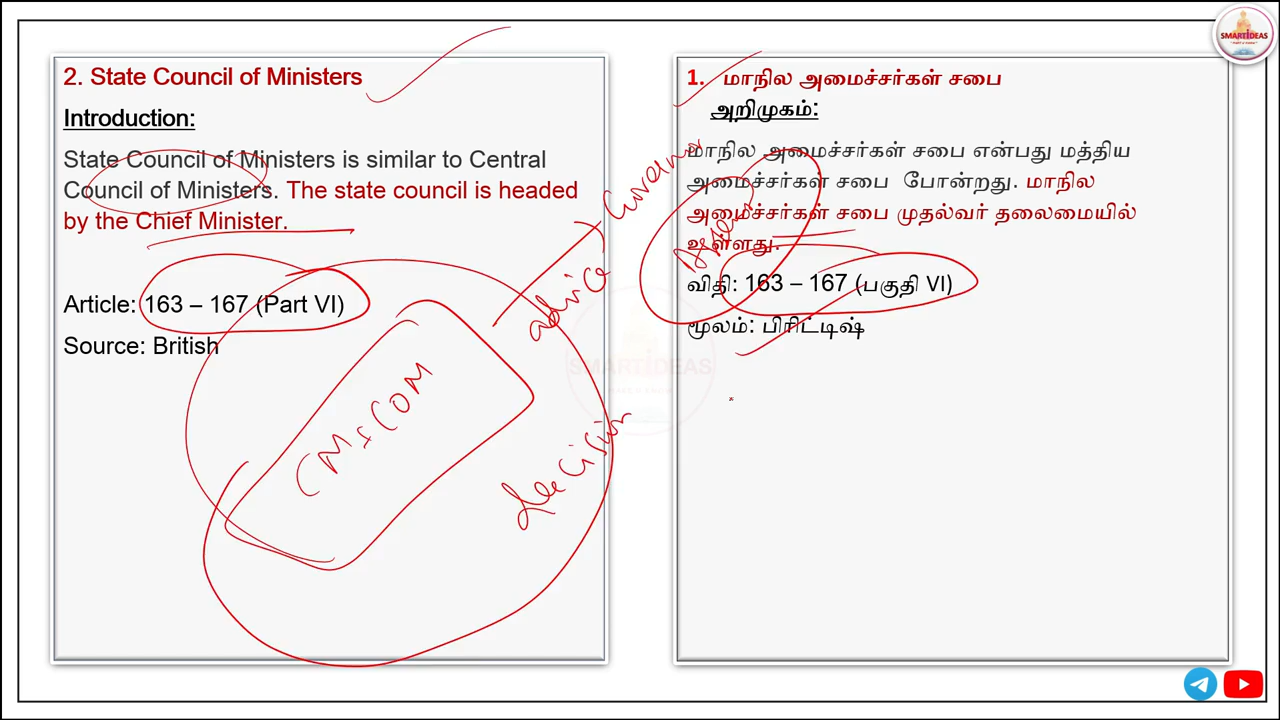 SMARTIDEAS
2. State Council of Ministers
Introduction:
State Council of Ministers is similar to Central
Council of Ministers. The state council is headed
by the Chief Minister.
Article: 163 – 167 (Part VI)
Source: British
CM + COM
advice
Governor
decision
1. மாநில அமைச்சர்கள் சபை
அறிமுகம்:
மாநில அமைச்சர்கள் சபை என்பது மத்திய
அமைச்சர்கள் சபை போன்றது. மாநில
அமைச்சர்கள் சபை முதல்வர் தலைமையில்
உள்ளது.
விதி: 163 – 167 (பகுதி VI)
மூலம்: பிரிட்டிஷ்
SMARTIDEAS